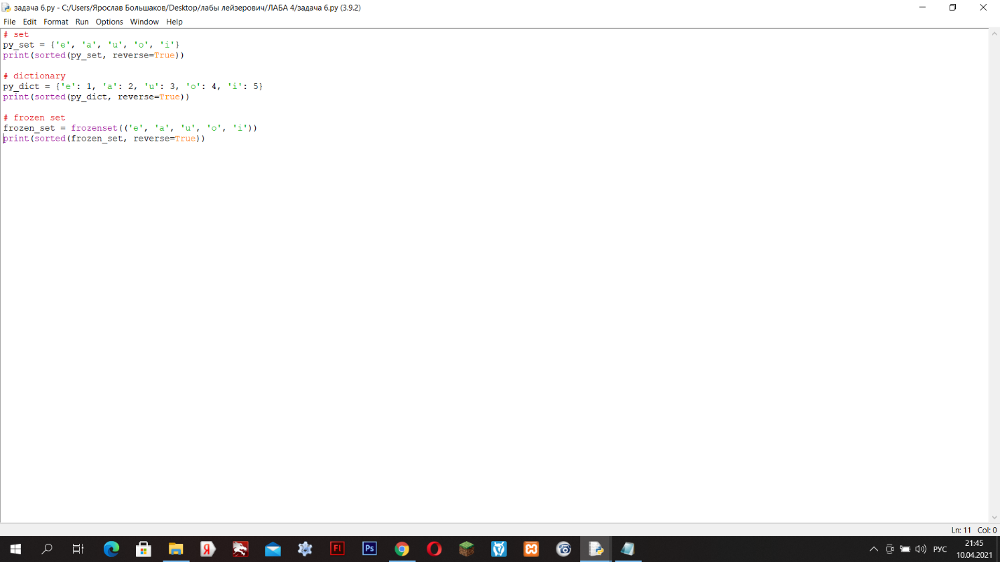 задача 6.py - C:/Users/Ярослав Большаков/Desktop/лабы лейзерович/ЛАБА 4/задача 6.py (3.9.2)
File Edit Format Run Options Window Help
# set
py_set = {'e', 'a', 'u', 'o', 'i'}
print(sorted(py_set, reverse=True))
# dictionary
py_dict = {'e': 1, 'a': 2, 'u': 3, 'o': 4, 'i': 5}
print(sorted(py_dict, reverse=True))
# frozen set
frozen_set = frozenset(('e', 'a', 'u', 'o', 'i'))
print(sorted(frozen_set, reverse=True))
Ln: 11 Col: 0
Я Fl Ps РУС
21:45
10.04.2021